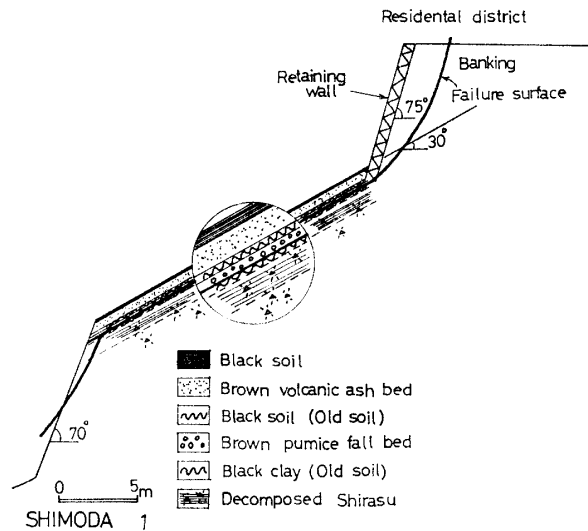 Residental district
Banking
Retaining
wall
Failure surface
75°
30°
Black soil
Brown volcanic ash bed
Black soil (Old soil)
Brown pumice fall bed
Black clay (Old soil)
Decomposed Shirasu
70°
0 5m
SHIMODA 1